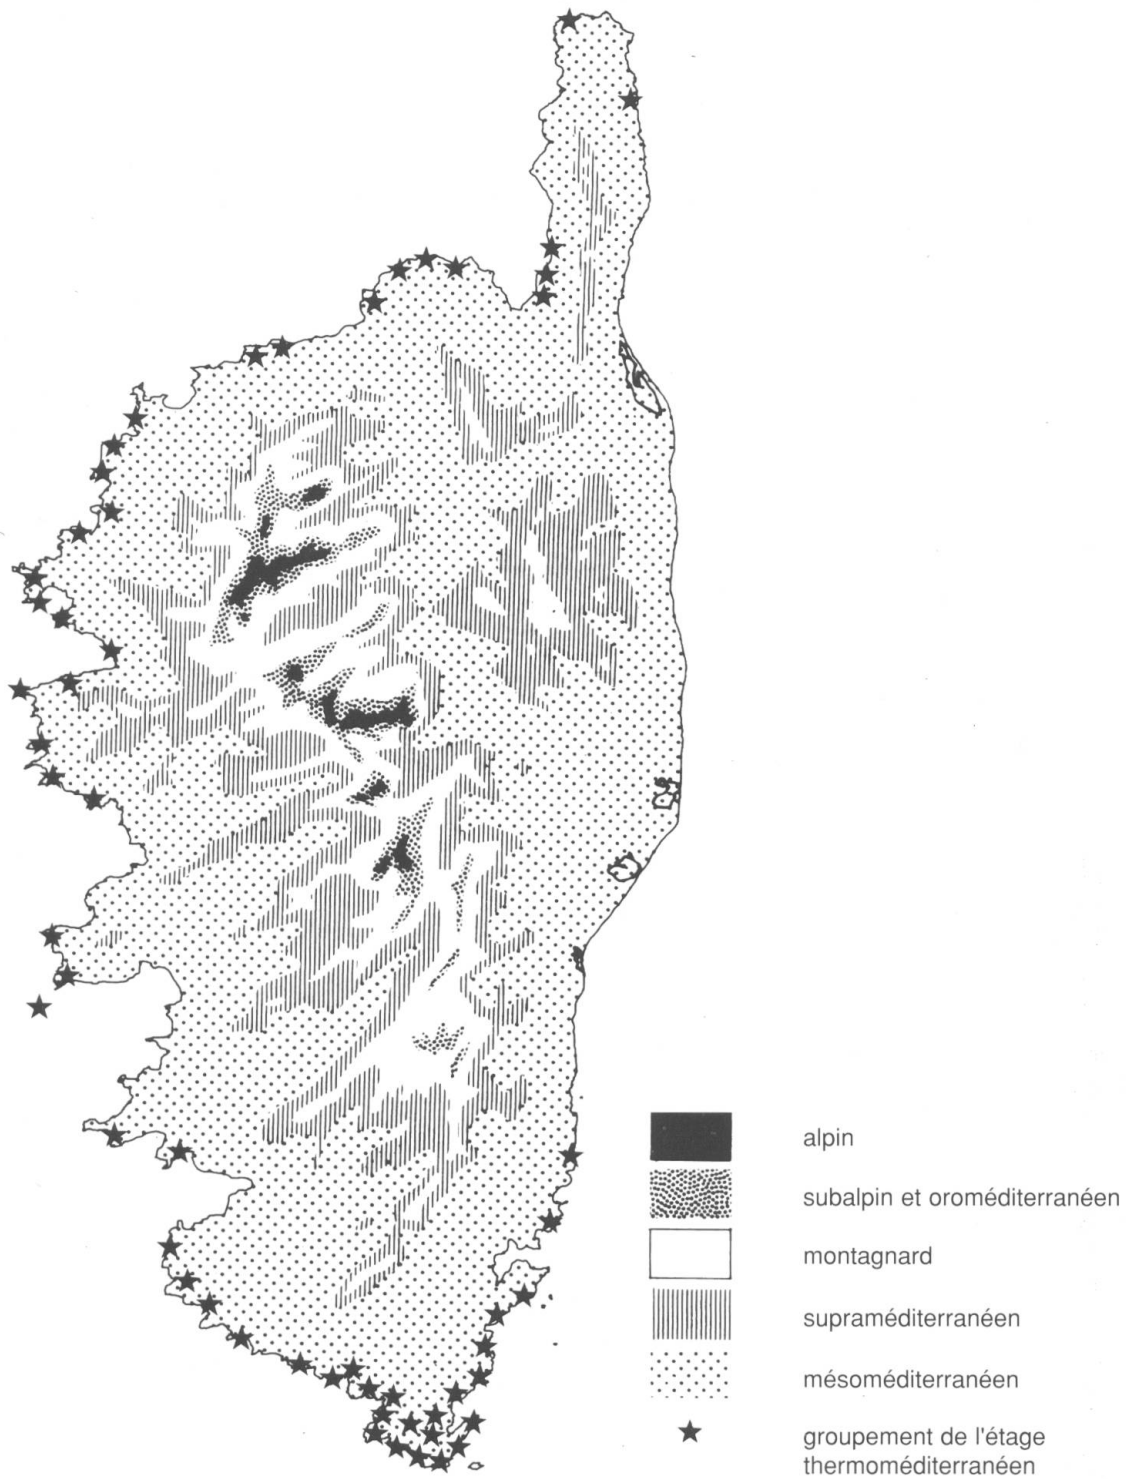 alpin
subalpin et oroméditerranéen
montagnard
supraméditerranéen
mésoméditerranéen
groupement de l'étage
thermoméditerranéen